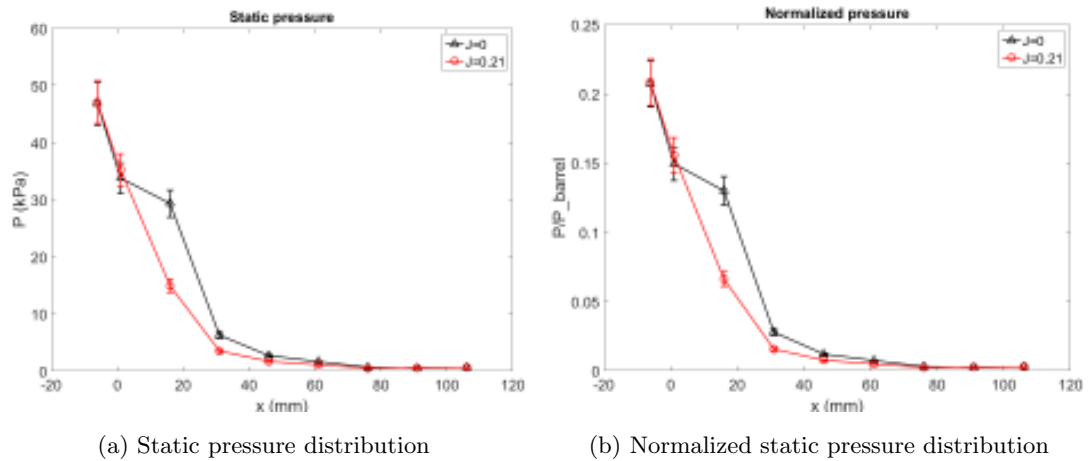 Static pressure
60
50
40
30
20
10
0
P (kPa)
J=0
J=0.21
-20 0 20 40 60 80 100 120
x (mm)
(a) Static pressure distribution
Normalized pressure
0.25
0.2
0.15
0.1
0.05
0
P/P_barrel
J=0
J=0.21
-20 0 20 40 60 80 100 120
x (mm)
(b) Normalized static pressure distribution